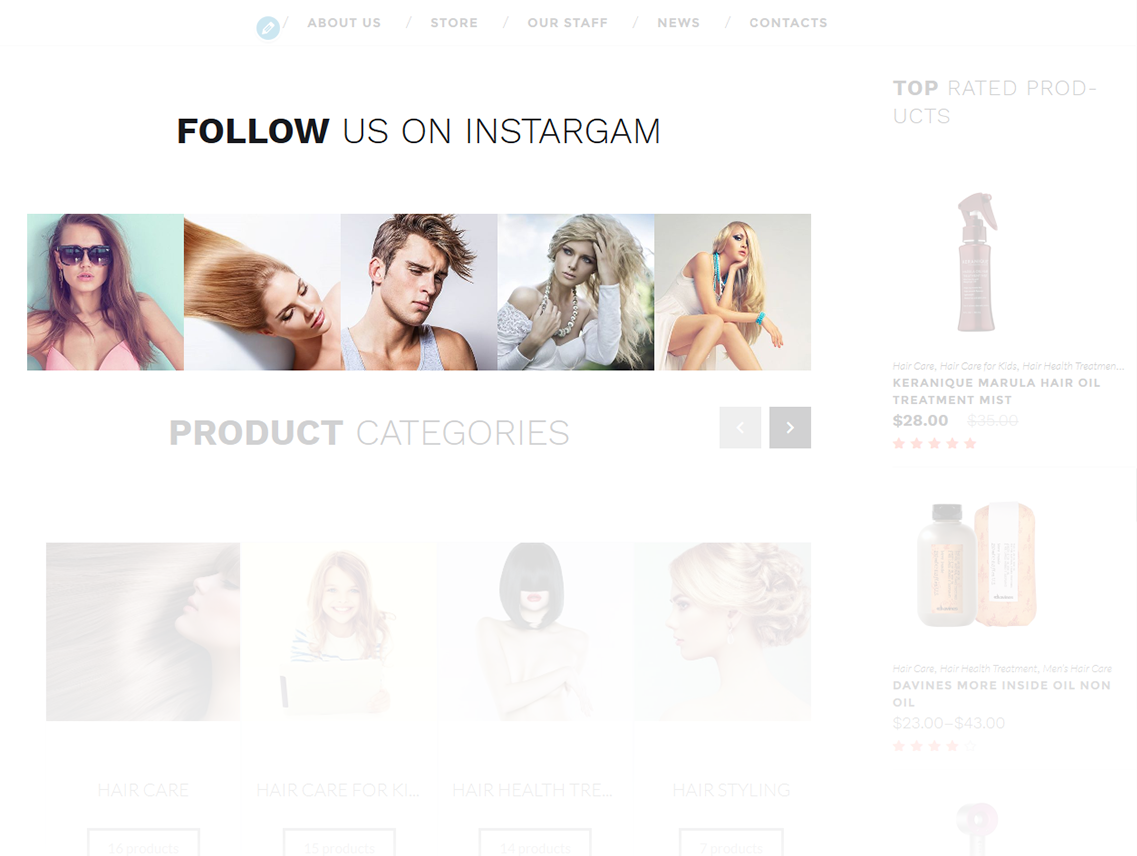 / ABOUT US / STORE / OUR STAFF / NEWS / CONTACTS
FOLLOW US ON INSTARGAM
PRODUCT CATEGORIES
HAIR CARE
HAIR CARE FOR KI...
HAIR HEALTH TRE...
HAIR STYLING
16 products
15 products
14 products
7 products
TOP RATED PROD-
UCTS
Hair Care, Hair Care for Kids, Hair Health Treatmen...
KERANIQUE MARULA HAIR OIL
TREATMENT MIST
$28.00 $35.00
Hair Care, Hair Health Treatment, Men's Hair Care
DAVINES MORE INSIDE OIL NON
OIL
$23.00–$43.00